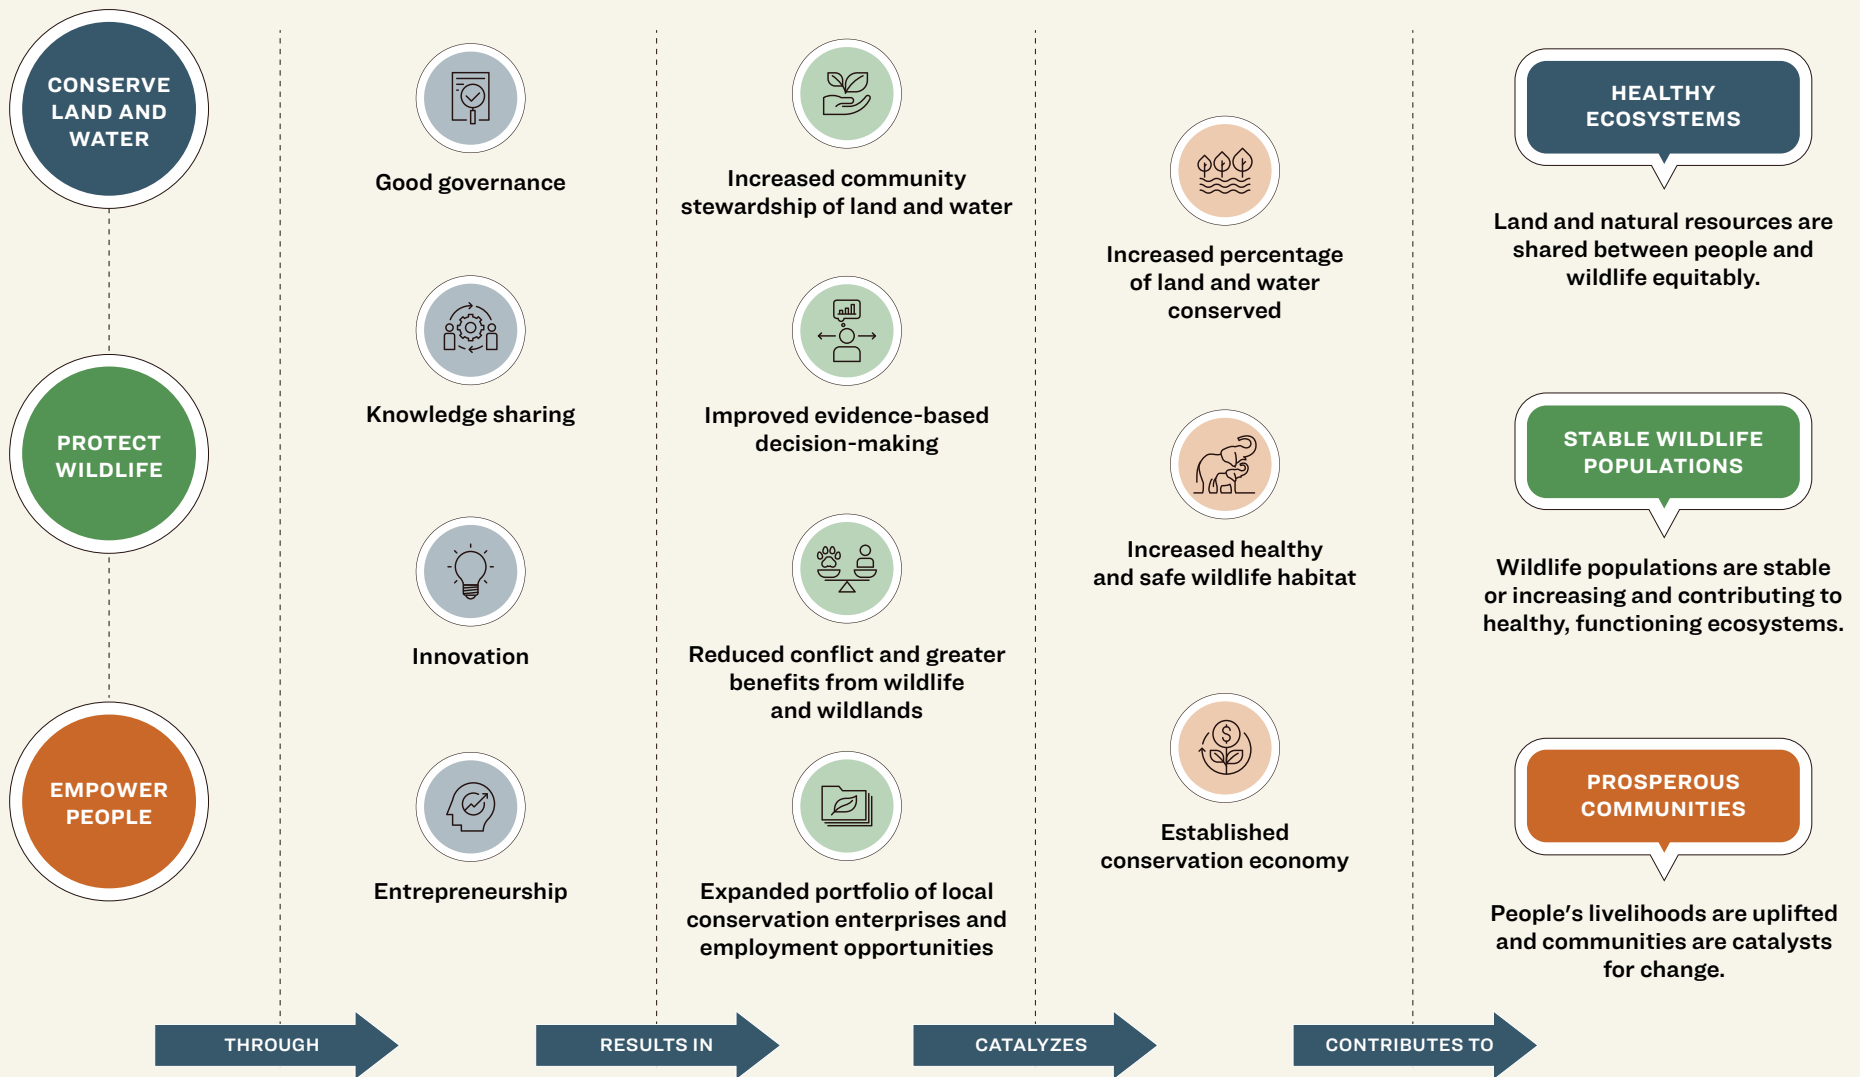 CONSERVE
LAND AND
WATER
PROTECT
WILDLIFE
EMPOWER
PEOPLE
Good governance
Knowledge sharing
Innovation
Entrepreneurship
Increased community
stewardship of land and water
Improved evidence-based
decision-making
Reduced conflict and greater
benefits from wildlife
and wildlands
Expanded portfolio of local
conservation enterprises and
employment opportunities
Increased percentage
of land and water
conserved
Increased healthy
and safe wildlife habitat
$
Established
conservation economy
HEALTHY
ECOSYSTEMS
Land and natural resources are
shared between people and
wildlife equitably.
STABLE WILDLIFE
POPULATIONS
Wildlife populations are stable
or increasing and contributing to
healthy, functioning ecosystems.
PROSPEROUS
COMMUNITIES
People's livelihoods are uplifted
and communities are catalysts
for change.
THROUGH
RESULTS IN
CATALYZES
CONTRIBUTES TO